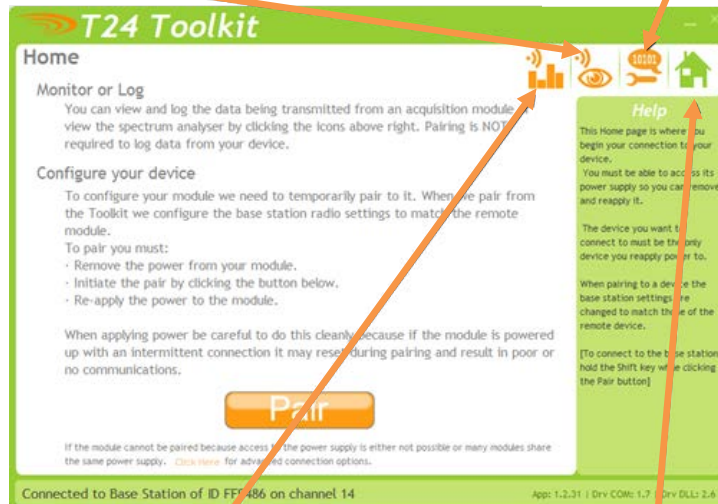 T24 Toolkit
Home
10101
Monitor or Log
You can view and log the data being transmitted from an acquisition module
view the spectrum analyser by clicking the icons above right. Pairing is NOT
required to log data from your device.
Configure your device
To configure your module we need to temporarily pair to it. When we pair from
the Toolkit we configure the base station radio settings to match the remote
module.
To pair you must:
· Remove the power from your module.
· Initiate the pair by clicking the button below.
· Re-apply the power to the module.
When applying power be careful to do this cleanly because if the module is powered
up with an intermittent connection it may reset during pairing and result in poor or
no communications.
Pair
If the module cannot be paired because access to the power supply is either not possible or many modules share
the same power supply. Click Here for advanced connection options.
Help
This Home page is where you
begin your connection to your
device.
You must be able to access its
power supply so you can remove
and reapply it.
The device you want to
connect to must be the only
device you reapply power to.
When pairing to a device the
base station settings are
changed to match those of the
remote device.
[To connect to the base station
hold the Shift key while clicking
the Pair button]
Connected to Base Station of ID FFF486 on channel 14
App: 1.2.31 | Drv COM: 1.7 | Drv DLL: 2.6